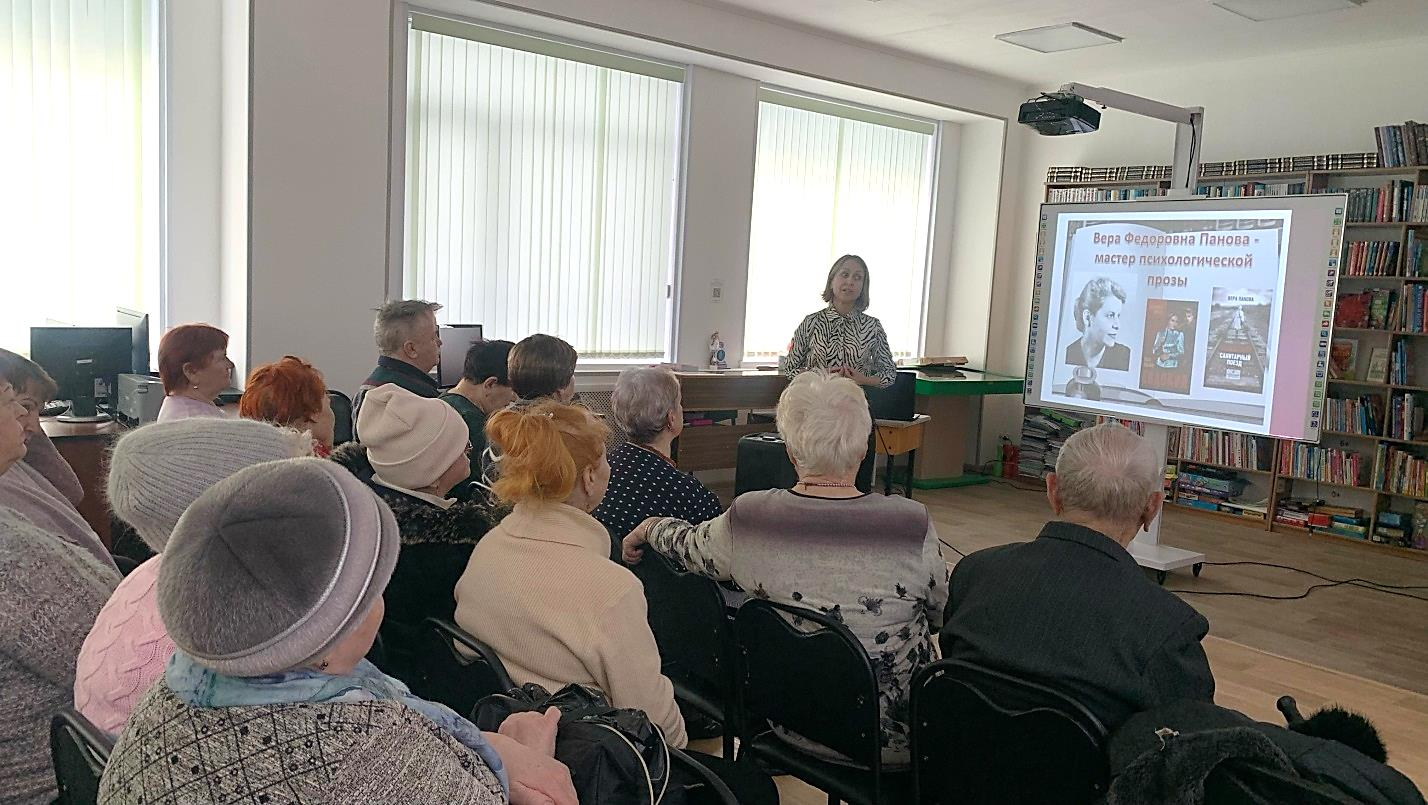 Вера Федоровна Панова -
мастер психологической
прозы
ВЕРА ПАНОВА
САНИТАРНЫЙ
ПОЕЗД